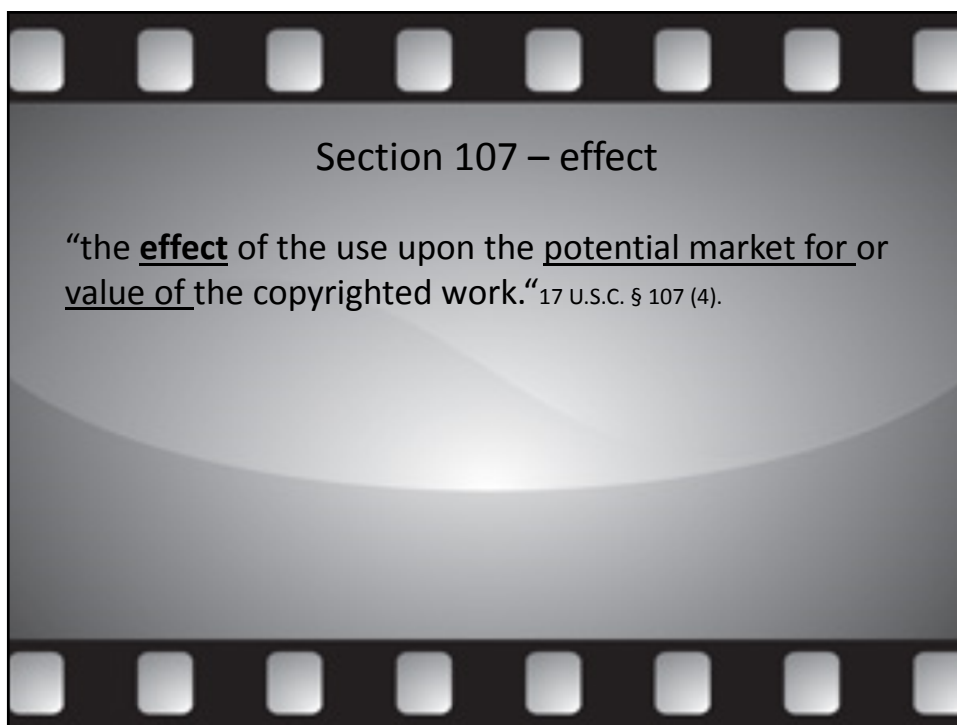 Section 107 – effect
“the effect of the use upon the potential market for or
value of the copyrighted work.“17 U.S.C. § 107 (4).